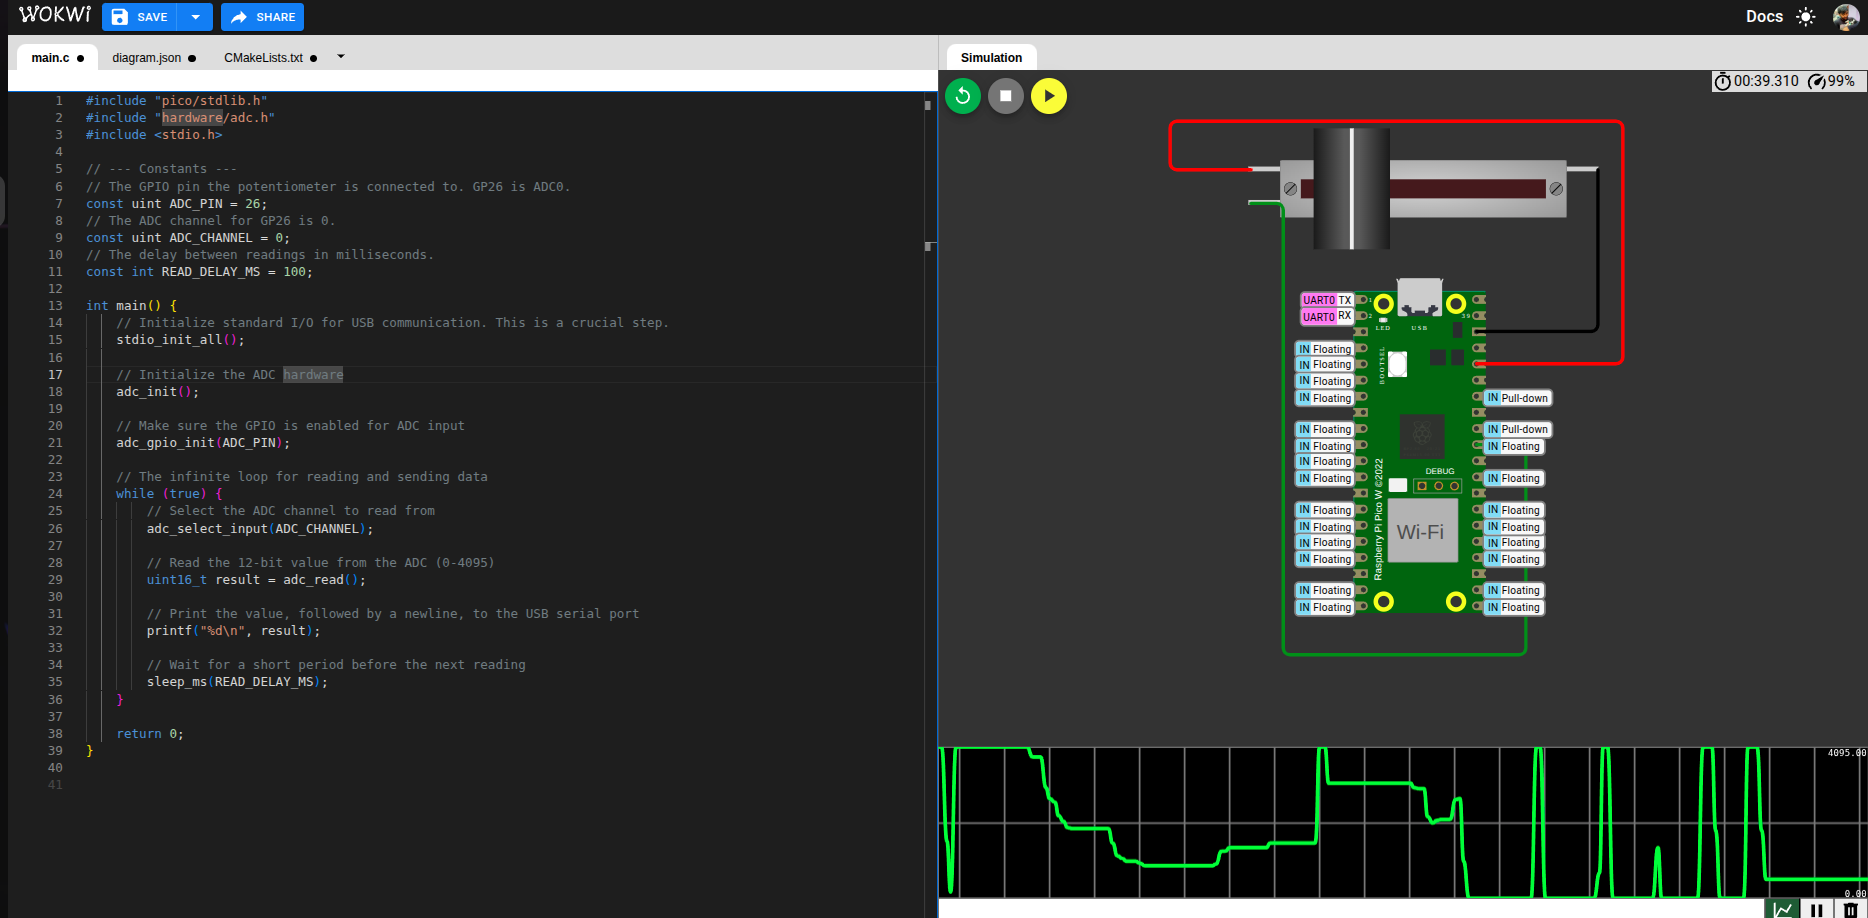 WOKWI
SAVE
SHARE
Docs
main.c
diagram.json
CMakeLists.txt
Simulation
1 #include "pico/stdlib.h"
2 #include "hardware/adc.h"
3 #include <stdio.h>
4
5 // --- Constants ---
6 // The GPIO pin the potentiometer is connected to. GP26 is ADC0.
7 const uint ADC_PIN = 26;
8 // The ADC channel for GP26 is 0.
9 const uint ADC_CHANNEL = 0;
10 // The delay between readings in milliseconds.
11 const int READ_DELAY_MS = 100;
12
13 int main() {
14 // Initialize standard I/O for USB communication. This is a crucial step.
15 stdio_init_all();
16
17 // Initialize the ADC hardware
18 adc_init();
19
20 // Make sure the GPIO is enabled for ADC input
21 adc_gpio_init(ADC_PIN);
22
23 // The infinite loop for reading and sending data
24 while (true) {
25 // Select the ADC channel to read from
26 adc_select_input(ADC_CHANNEL);
27
28 // Read the 12-bit value from the ADC (0-4095)
29 uint16_t result = adc_read();
30
31 // Print the value, followed by a newline, to the USB serial port
32 printf("%d\n", result);
33
34 // Wait for a short period before the next reading
35 sleep_ms(READ_DELAY_MS);
36 }
37
38 return 0;
39 }
40
41
00:39.310 99%
UART0 TX
UART0 RX
1
2
39
LED
USB
BOOTSEL
IN Floating
IN Floating
IN Floating
IN Floating
IN Floating
IN Floating
IN Floating
IN Floating
IN Floating
IN Floating
IN Floating
IN Floating
IN Floating
IN Floating
IN Pull-down
IN Pull-down
IN Floating
IN Floating
IN Floating
IN Floating
IN Floating
IN Floating
IN Floating
IN Floating
DEBUG
Raspberry Pi Pico W ©2022
Wi-Fi
4095.00
0.00